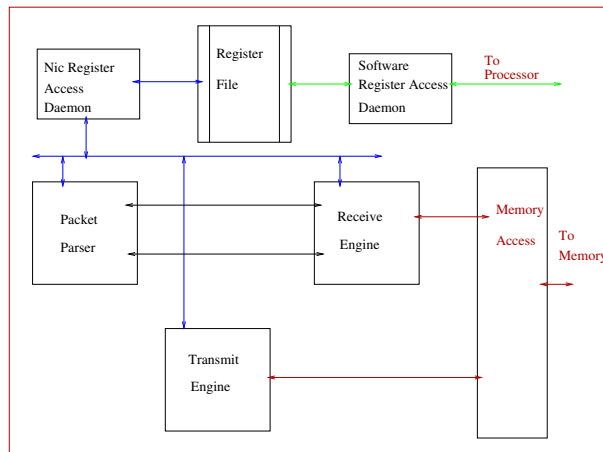 Nic Register
Access
Daemon
Register
File
Software
Register Access
Daemon
To
Processor
Packet
Parser
Receive
Engine
Memory
Access
To
Memory
Transmit
Engine